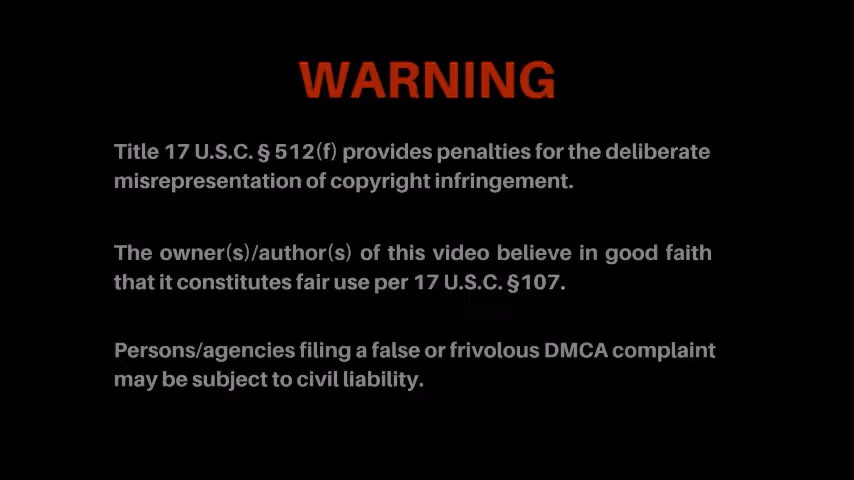 WARNING
Title 17 U.S.C. § 512(f) provides penalties for the deliberate
misrepresentation of copyright infringement.
The owner(s)/author(s) of this video believe in good faith
that it constitutes fair use per 17 U.S.C. §107.
Persons/agencies filing a false or frivolous DMCA complaint
may be subject to civil liability.